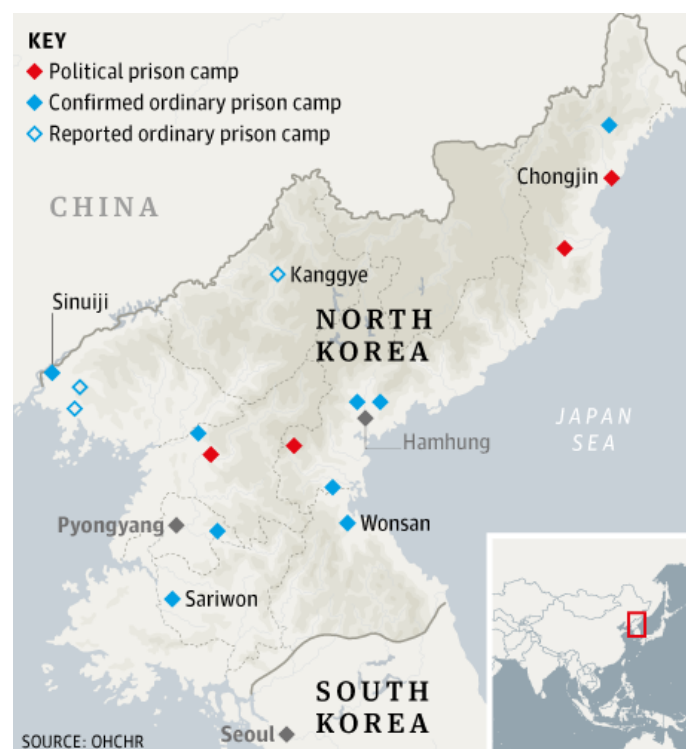 KEY
Political prison camp
Confirmed ordinary prison camp
Reported ordinary prison camp
Chongjin
CHINA
Kanggye
Sinuiji
NORTH
KOREA
JAPAN
SEA
Hamhung
Pyongyang
Wonsan
Sariwon
SOUTH
KOREA
Seoul
SOURCE: OHCHR